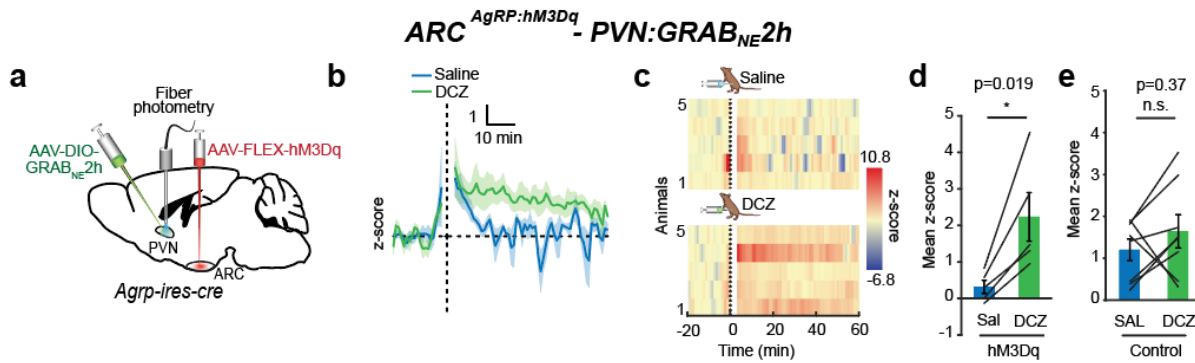 ARC AgRP:hM3Dq - PVN:GRABNE2h
a
Fiber
photometry
AAV-DIO-
GRABNE2h
AAV-FLEX-hM3Dq
PVN
ARC
Agrp-ires-cre
b
Saline
DCZ
1
10 min
z-score
c
Saline
5
1
DCZ
5
1
Animals
-20 0 20 40 60
Time (min)
10.8
z-score
-6.8
d
p=0.019
*
5
4
3
2
1
0
-1
Mean z-score
Sal DCZ
hM3Dq
e
p=0.37
n.s.
5
4
3
2
1
0
Mean z-score
SAL DCZ
Control